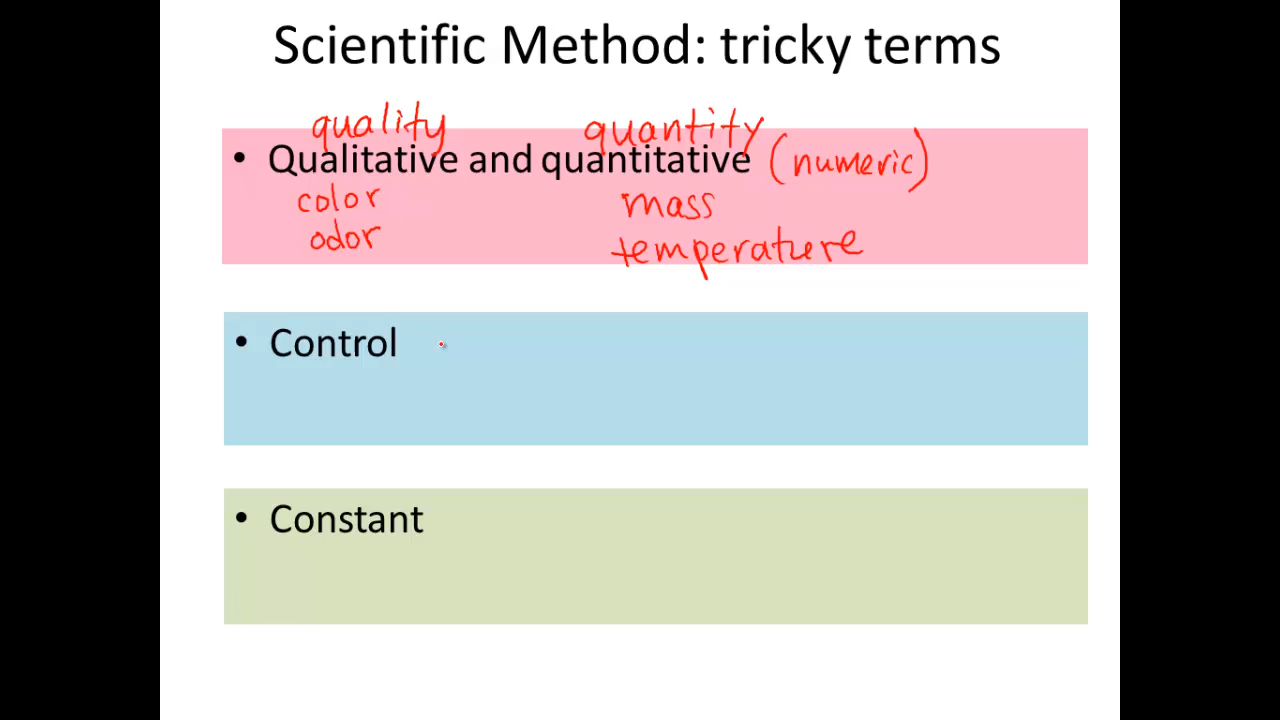 Scientific Method: tricky terms
quality quantity
• Qualitative and quantitative (numeric)
color mass
odor temperature
• Control
• Constant